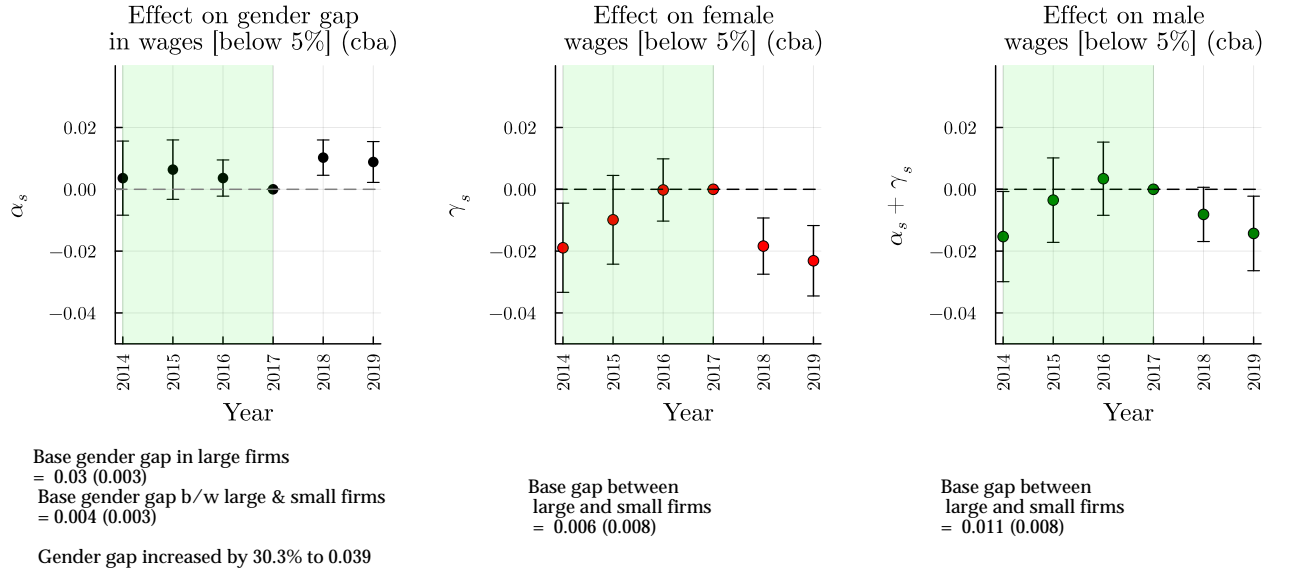 Effect on gender gap
in wages [below 5%] (cba)
0.02
0.00
−0.02
−0.04
α_s
2014
2015
2016
2017
2018
2019
Year
Base gender gap in large firms
= 0.03 (0.003)
Base gender gap b/w large & small firms
= 0.004 (0.003)
Gender gap increased by 30.3% to 0.039
Effect on female
wages [below 5%] (cba)
0.02
0.00
−0.02
−0.04
γ_s
2014
2015
2016
2017
2018
2019
Year
Base gap between
large and small firms
= 0.006 (0.008)
Effect on male
wages [below 5%] (cba)
0.02
0.00
−0.02
−0.04
α_s + γ_s
2014
2015
2016
2017
2018
2019
Year
Base gap between
large and small firms
= 0.011 (0.008)